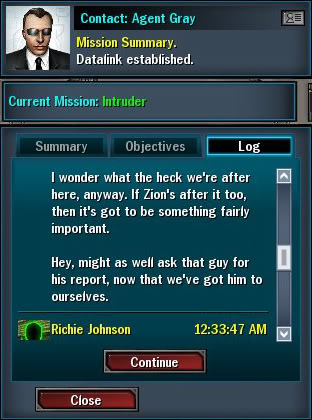 Contact: Agent Gray
Mission Summary.
Datalink established.
Current Mission: Intruder
Summary
Objectives
Log
I wonder what the heck we're after
here, anyway. If Zion's after it too,
then it's got to be something fairly
important.
Hey, might as well ask that guy for
his report, now that we've got him to
ourselves.
Richie Johnson 12:33:47 AM
Continue
Close